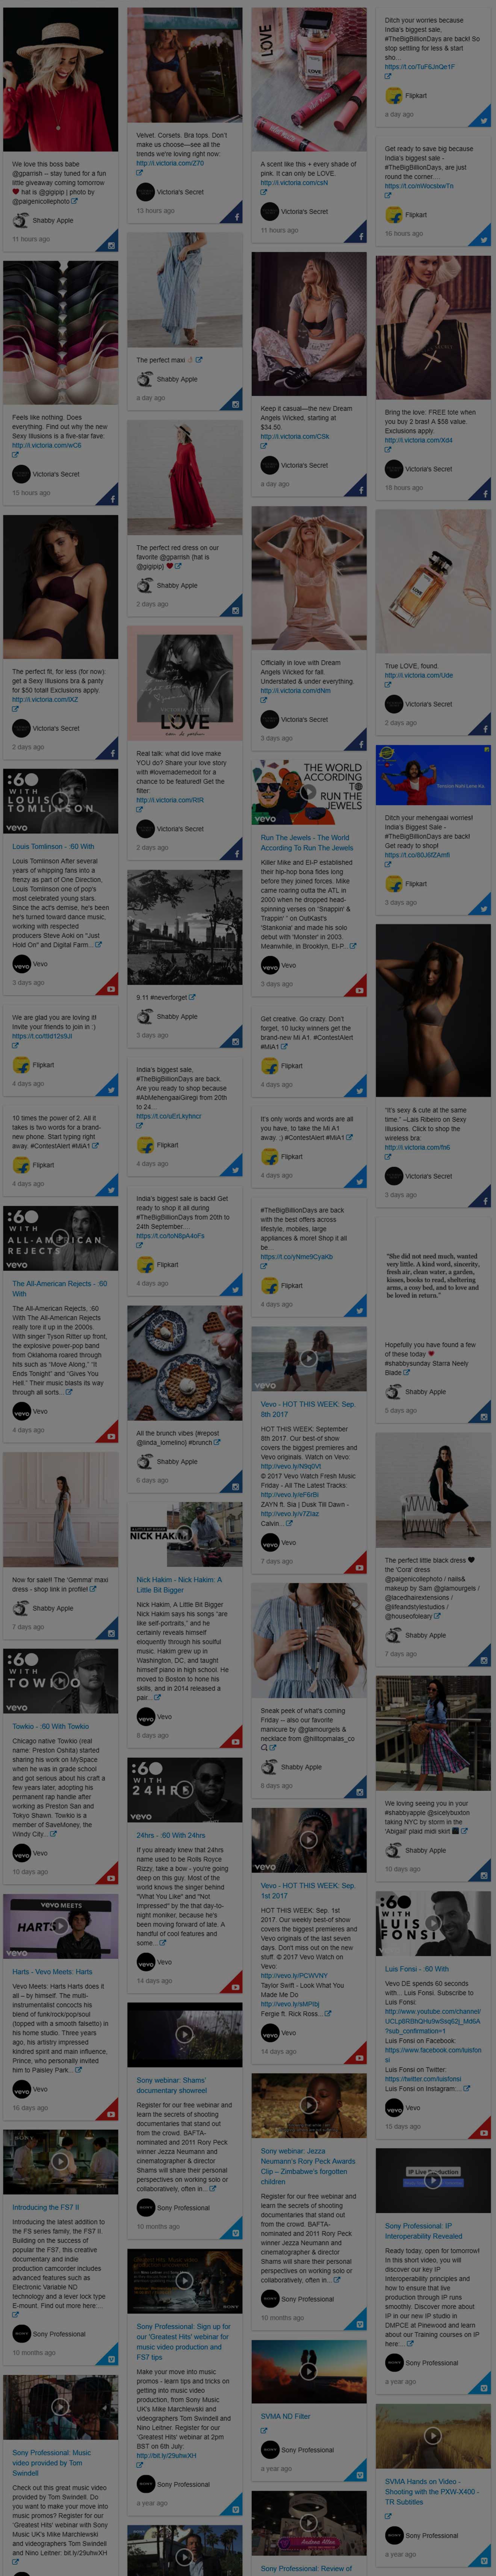 We love this boss babe
@gparrish -- stay tuned for a fun
little giveaway coming tomorrow
♥ hat is @gigipip | photo by
@paigenicolephoto
Shabby Apple
11 hours ago
Feels like nothing. Does
everything. Find out why the new
Sexy Illusions is a five-star fave:
http://i.victoria.com/wC6
Victoria's Secret
15 hours ago
The perfect fit, for less (for now):
get a Sexy Illusions bra & panty
for $50 total! Exclusions apply.
Victoria's Secret
2 days ago
:60
WITH
LOUIS
TOMLINSON
vevo
Louis Tomlinson - :60 With
Louis Tomlinson After several
years of whipping fans into a
frenzy as part of One Direction,
Louis Tomlinson one of pop's
most celebrated young stars.
Since the act's demise, he's been
he's turned toward dance music,
working with respected
producers Steve Aoki on "Just
Hold On" and Digital Farm...
Vevo
3 days ago
We are glad you are loving it!
Invite your friends to join in :)
Flipkart
4 days ago
10 times the power of 2. All it
takes is two words for a brand-
new phone. Start typing right
away. #ContestAlert #MiA1
Flipkart
4 days ago
:60
WITH
ALL-AMERICAN
REJECTS
vevo
The All-American Rejects - :60
With
The All-American Rejects, :60
With The All-American Rejects
really tore it up in the 2000s.
With singer Tyson Ritter up front,
the explosive power-pop band
from Oklahoma roared through
hits such as "Move Along," "It
Ends Tonight" and "Gives You
Hell." Their music blasts its way
through all sorts...
Vevo
4 days ago
Now for sale!! The 'Gemma' maxi
dress - shop link in profile!!
Shabby Apple
7 days ago
:60
WITH
TOWKIO
vevo
Towkio - :60 With Towkio
Chicago native Towkio (real
name: Preston Oshita) started
sharing his work on MySpace
when he was in grade school
and got serious about his craft a
few years later, adopting his
permanent rap handle after
working as Preston San and
Tokyo Shawn. Towkio is a
member of SaveMoney, the
Windy City...
Vevo
10 days ago
vevo MEETS
HARTS
vevo
Harts - Vevo Meets: Harts
Vevo Meets: Harts Harts does it
all – by himself. The multi-
instrumentalist concocts his
blend of funk/rock/pop/soul
(topped with a smooth falsetto) in
his home studio. Three years
ago, his artistry impressed
kindred spirit and main influence,
Prince, who personally invited
him to Paisley Park...
Vevo
16 days ago
SONY
Introducing the FS7 II
Introducing the latest addition to
the FS series family, the FS7 II.
Building on the success of
popular the FS7, this creative
documentary and indie
production camcorder includes
advanced features such as
Electronic Variable ND
technology and a lever lock type
E-mount. Find out more here:...
Sony Professional
10 months ago
Sony Professional: Music
video provided by Tom
Swindell
Check out this great music video
provided by Tom Swindell. Do
you want to make your move into
music promos? Register for our
'Greatest Hits' webinar with Sony
Music UK's Mike Marchlewski
and videographers Tom Swindell
and Nino Leitner: bit.ly/29uhwXH
Velvet. Corsets. Bra tops. Don't
make us choose—see all the
trends we're loving right now:
http://i.victoria.com/Z70
Victoria's Secret
13 hours ago
The perfect maxi
Shabby Apple
a day ago
The perfect red dress on our
favorite @gparrish {hat is
@gigipip} ♥
Shabby Apple
2 days ago
LOVE
Real talk: what did love make
YOU do? Share your story with
#lovemademedoit for a
chance to be featured! Get the
filter:
http://i.victoria.com/RIR
Victoria's Secret
2 days ago
9.11 #neverforget
Shabby Apple
3 days ago
India's biggest sale,
#TheBigBillionDays are back.
Are you ready to shop because
#AbMehengaaiGiregi from 20th
to 24...
Flipkart
4 days ago
India's biggest sale is back! Get
ready to shop it all during
#TheBigBillionDays from 20th to
24th September...
Flipkart
4 days ago
All the brunch vibes {#repost
@linda_lomelino} #brunch
Shabby Apple
6 days ago
NICK HAKIM
Nick Hakim - Nick Hakim: A
Little Bit Bigger
Nick Hakim, A Little Bit Bigger
Nick Hakim says his songs "are
like self-portraits," and he
certainly reveals himself
eloquently through his soulful
music. Hakim grew up in
Washington, DC, and taught
himself piano in high school. He
moved to Boston to hone his
skills, and in 2014 released a
pair...
Vevo
8 days ago
:60
WITH
24HRS
vevo
24hrs - :60 With 24hrs
If you already knew that 24hrs
name used to be Rolls Royce
Rizzy, take a bow - you're going
deep on this guy. Most of the
world knows the singer behind
"What You Like" and "Not
Impressed" by the that day-to-
night moniker, because he's
been moving forward of late. A
handful of cool features and
some...
Vevo
14 days ago
Sony webinar: Shams'
documentary showreel
Register for our free webinar and
learn the secrets of shooting
documentaries that stand out
from the crowd. BAFTA-
nominated and 2011 Rory Peck
winner Jezza Neumann and
cinematographer & director
Shams will share their personal
perspectives on working solo or
collaboratively, often in...
Sony Professional
10 months ago
Sony Professional: Sign up for
our 'Greatest Hits' webinar for
music video production and
FS7 tips
Make your move into music
promos - learn tips and tricks on
getting into music video
production, from Sony Music
UK's Mike Marchlewski and
videographers Tom Swindell and
Nino Leitner. Register for our
'Greatest Hits' webinar at 2pm
BST on 6th July:
http://bit.ly/29uhwXH
Sony Professional
a year ago
LOVE
LOVE
A scent like this + every shade of
pink. It can only be LOVE.
http://i.victoria.com/csN
Victoria's Secret
11 hours ago
Keep it casual—the new Dream
Angels Wicked, starting at
$34.50.
http://i.victoria.com/CSk
Victoria's Secret
a day ago
Officially in love with Dream
Angels Wicked for fall.
Understated & under everything.
http://i.victoria.com/dNm
Victoria's Secret
3 days ago
THE WORLD
ACCORDING
TO
RUN THE
JEWELS
vevo
Run The Jewels - The World
According To Run The Jewels
Killer Mike and El-P established
their hip-hop bona fides long
before they joined forces. Mike
came roaring outta the ATL in
2000 when he dropped head-
spinning verses on "Snappin' &
Trappin' " on OutKast's
'Stankonia' and made his solo
debut with 'Monster' in 2003.
Meanwhile, in Brooklyn, El-P...
Vevo
3 days ago
Get creative. Go crazy. Don't
forget, 10 lucky winners get the
brand-new Mi A1. #ContestAlert
#MiA1
Flipkart
4 days ago
It's only words and words are all
you have, to take the Mi A1
away. ;) #ContestAlert #MiA1
Flipkart
4 days ago
#TheBigBillionDays are back
with the best offers across
lifestyle, mobiles, large
appliances & more! Shop it all
be...
https://t.co/yNme9CyaKb
Flipkart
4 days ago
Vevo - HOT THIS WEEK: Sep.
8th 2017
HOT THIS WEEK: September
8th 2017. Our best-of show
covers the biggest premieres and
Vevo originals. Watch on Vevo:
http://vevo.ly/N9q0Vt
© 2017 Vevo Watch Fresh Music
Friday - All The Latest Tracks:
http://vevo.ly/eF6rBi
ZAYN ft. Sia | Dusk Till Dawn -
Calvin...
Vevo
7 days ago
Sneak peek of what's coming
Friday -- also our favorite
manicure by @glamourgels &
necklace from @hilltopmalas_co
Shabby Apple
8 days ago
vevo
Vevo - HOT THIS WEEK: Sep.
1st 2017
HOT THIS WEEK: Sep. 1st
2017. Our weekly best-of show
covers the biggest premieres and
Vevo originals of the last seven
days. Don't miss out on the new
stuff. © 2017 Watch on
Vevo:
http://vevo.ly/PCWVNY
Taylor Swift - Look What You
Made Me Do
Fergie ft. Rick Ross...
Vevo
14 days ago
Sony webinar: Jezza
Neumann's Rory Peck Awards
Clip – Zimbabwe's forgotten
children
Register for our free webinar and
learn the secrets of shooting
documentaries that stand out
from the crowd. BAFTA-
nominated and 2011 Rory Peck
winner Jezza Neumann and
cinematographer & director
Shams will share their personal
perspectives on working solo or
collaboratively, often in...
Sony Professional
10 months ago
SVMA ND Filter
Sony Professional
a year ago
Sony Professional: Review of
Ditch your worries because
India's biggest sale,
#TheBigBillionDays are back! So
stop settling for less & start
sho...
https://t.co/TuF6JnQe1F
Flipkart
a day ago
Get ready to save big because
India's biggest sale -
#TheBigBillionDays, are just
round the corner....
Flipkart
16 hours ago
Bring the love: FREE tote when
you buy 2 bras! A $58 value.
Exclusions apply.
http://i.victoria.com/Xd4
Victoria's Secret
18 hours ago
LOVE
True LOVE, found.
http://i.victoria.com/Ude
Victoria's Secret
2 days ago
Ditch your mehengaai worries!
India's Biggest Sale -
#TheBigBillionDays are back!
Get ready to shop!
Flipkart
3 days ago
"It's sexy & cute at the same
time." –Lais Ribeiro on Sexy
Illusions. Click to shop the
wireless bra:
http://i.victoria.com/fn6
Victoria's Secret
3 days ago
"She did not need much, wanted
very little. A kind word, sincerity,
fresh air, clean water, a garden,
kisses, books to read, sheltering
arms, a cosy bed, and to love and
be loved in return."
Hopefully you have found a few
of these today ♥
#shabbysunday Starra Neely
Blade
Shabby Apple
5 days ago
The perfect little black dress 🖤
the 'Cora' dress
@paigenicolephoto / nails&
makeup by Sam @glamourgels /
@lacedhairextensions /
@lifeandstylestudios /
@houseofleary
Shabby Apple
7 days ago
We loving seeing you in your
#shabbyapple @sicelybuxton
taking NYC by storm in the
'Abigail' plaid midi skirt
Shabby Apple
10 days ago
:60
WITH
LUIS
FONSI
vevo
Luis Fonsi - :60 With
Vevo DE spends 60 seconds
with... Luis Fonsi. Subscribe to
Luis Fonsi:
http://www.youtube.com/channel/
?sub_confirmation=1
Luis Fonsi on Facebook:
https://www.facebook.com/luisfon
si
Luis Fonsi on Twitter:
https://twitter.com/luisfonsi
Luis Fonsi on Instagram:...
Vevo
15 days ago
IP Live Production
Sony Professional: IP
Interoperability Revealed
Ready today, open for tomorrow!
In this short video, you will
discover our key IP
Interoperability principles and
how to ensure that live
production through IP runs
smoothly. Discover more about
IP in our new IP studio in
DMPCE at Pinewood and learn
about our Training courses on IP
here:...
Sony Professional
a year ago
SVMA Hands on Video -
Shooting with the PXW-X400 -
TR Subtitles
Sony Professional
a year ago